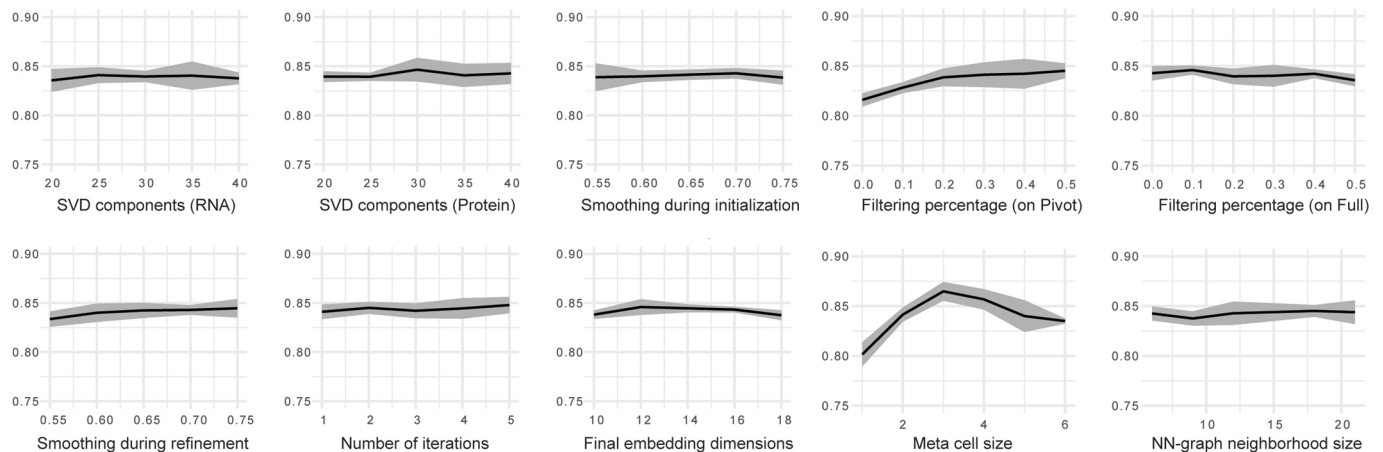 0.90 0.90 0.90 0.90 0.90
0.85 0.85 0.85 0.85 0.85
0.80 0.80 0.80 0.80 0.80
0.75 0.75 0.75 0.75 0.75
20 25 30 35 40 20 25 30 35 40 0.55 0.60 0.65 0.70 0.75 0.0 0.1 0.2 0.3 0.4 0.5 0.0 0.1 0.2 0.3 0.4 0.5
SVD components (RNA) SVD components (Protein) Smoothing during initialization Filtering percentage (on Pivot) Filtering percentage (on Full)
0.90 0.90 0.90 0.90 0.90
0.85 0.85 0.85 0.85 0.85
0.80 0.80 0.80 0.80 0.80
0.75 0.75 0.75 0.75 0.75
0.55 0.60 0.65 0.70 0.75 1 2 3 4 5 10 12 14 16 18 2 4 6 10 15 20
Smoothing during refinement Number of iterations Final embedding dimensions Meta cell size NN-graph neighborhood size